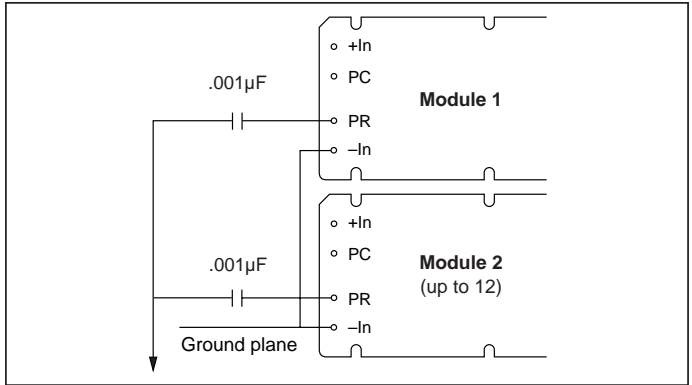 +In
PC
.001µF
Module 1
PR
–In
+In
PC
.001µF
Module 2
(up to 12)
PR
–In
Ground plane